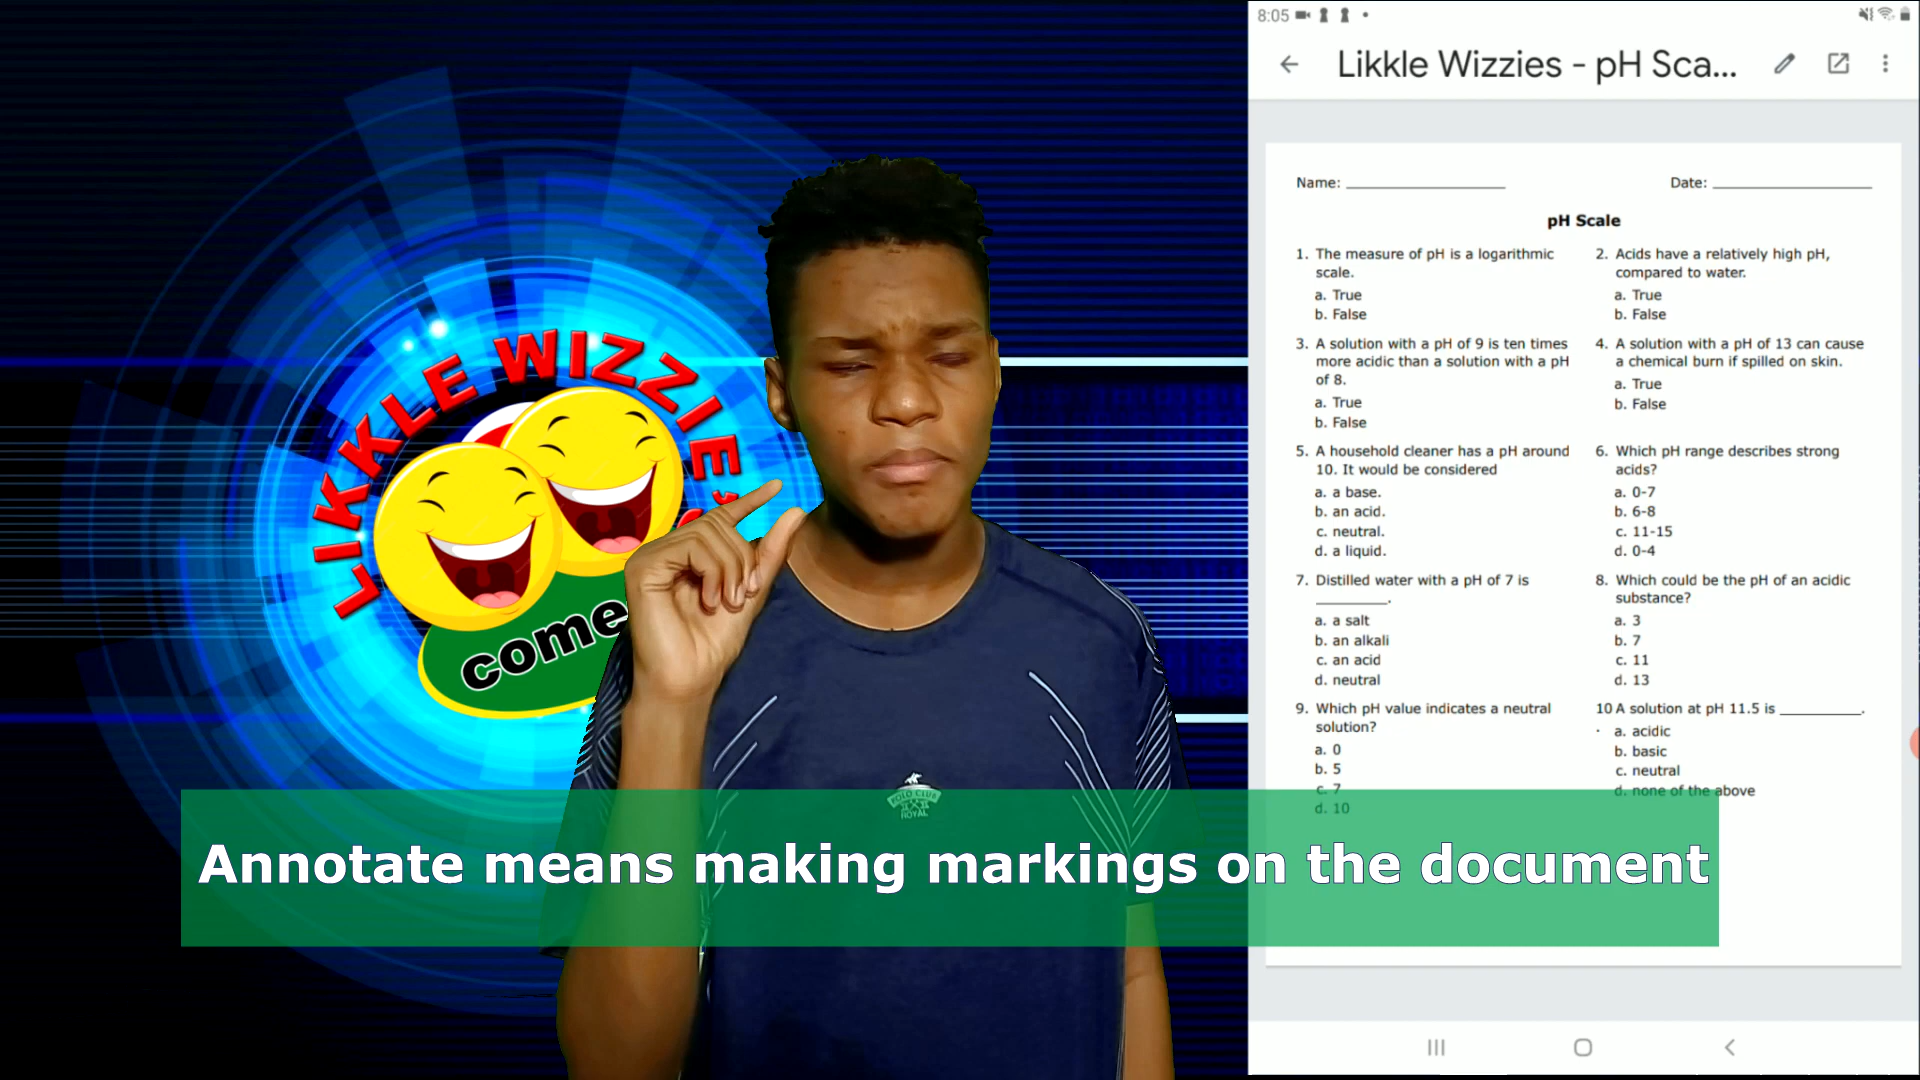 LIKKLE WIZZIE
come
POLO CLUB
ROYAL
Annotate means making markings on the document
8:05
Likkle Wizzies - pH Sca...
Name: ____________________ Date: ____________________
pH Scale
1. The measure of pH is a logarithmic
scale.
a. True
b. False
2. Acids have a relatively high pH,
compared to water.
a. True
b. False
3. A solution with a pH of 9 is ten times
more acidic than a solution with a pH
of 8.
a. True
b. False
4. A solution with a pH of 13 can cause
a chemical burn if spilled on skin.
a. True
b. False
5. A household cleaner has a pH around
10. It would be considered
a. a base.
b. an acid.
c. neutral.
d. a liquid.
6. Which pH range describes strong
acids?
a. 0-7
b. 6-8
c. 11-15
d. 0-4
7. Distilled water with a pH of 7 is
_________.
a. a salt
b. an alkali
c. an acid
d. neutral
8. Which could be the pH of an acidic
substance?
a. 3
b. 7
c. 11
d. 13
9. Which pH value indicates a neutral
solution?
a. 0
b. 5
c. 7
d. 10
10 A solution at pH 11.5 is __________.
. a. acidic
b. basic
c. neutral
d. none of the above